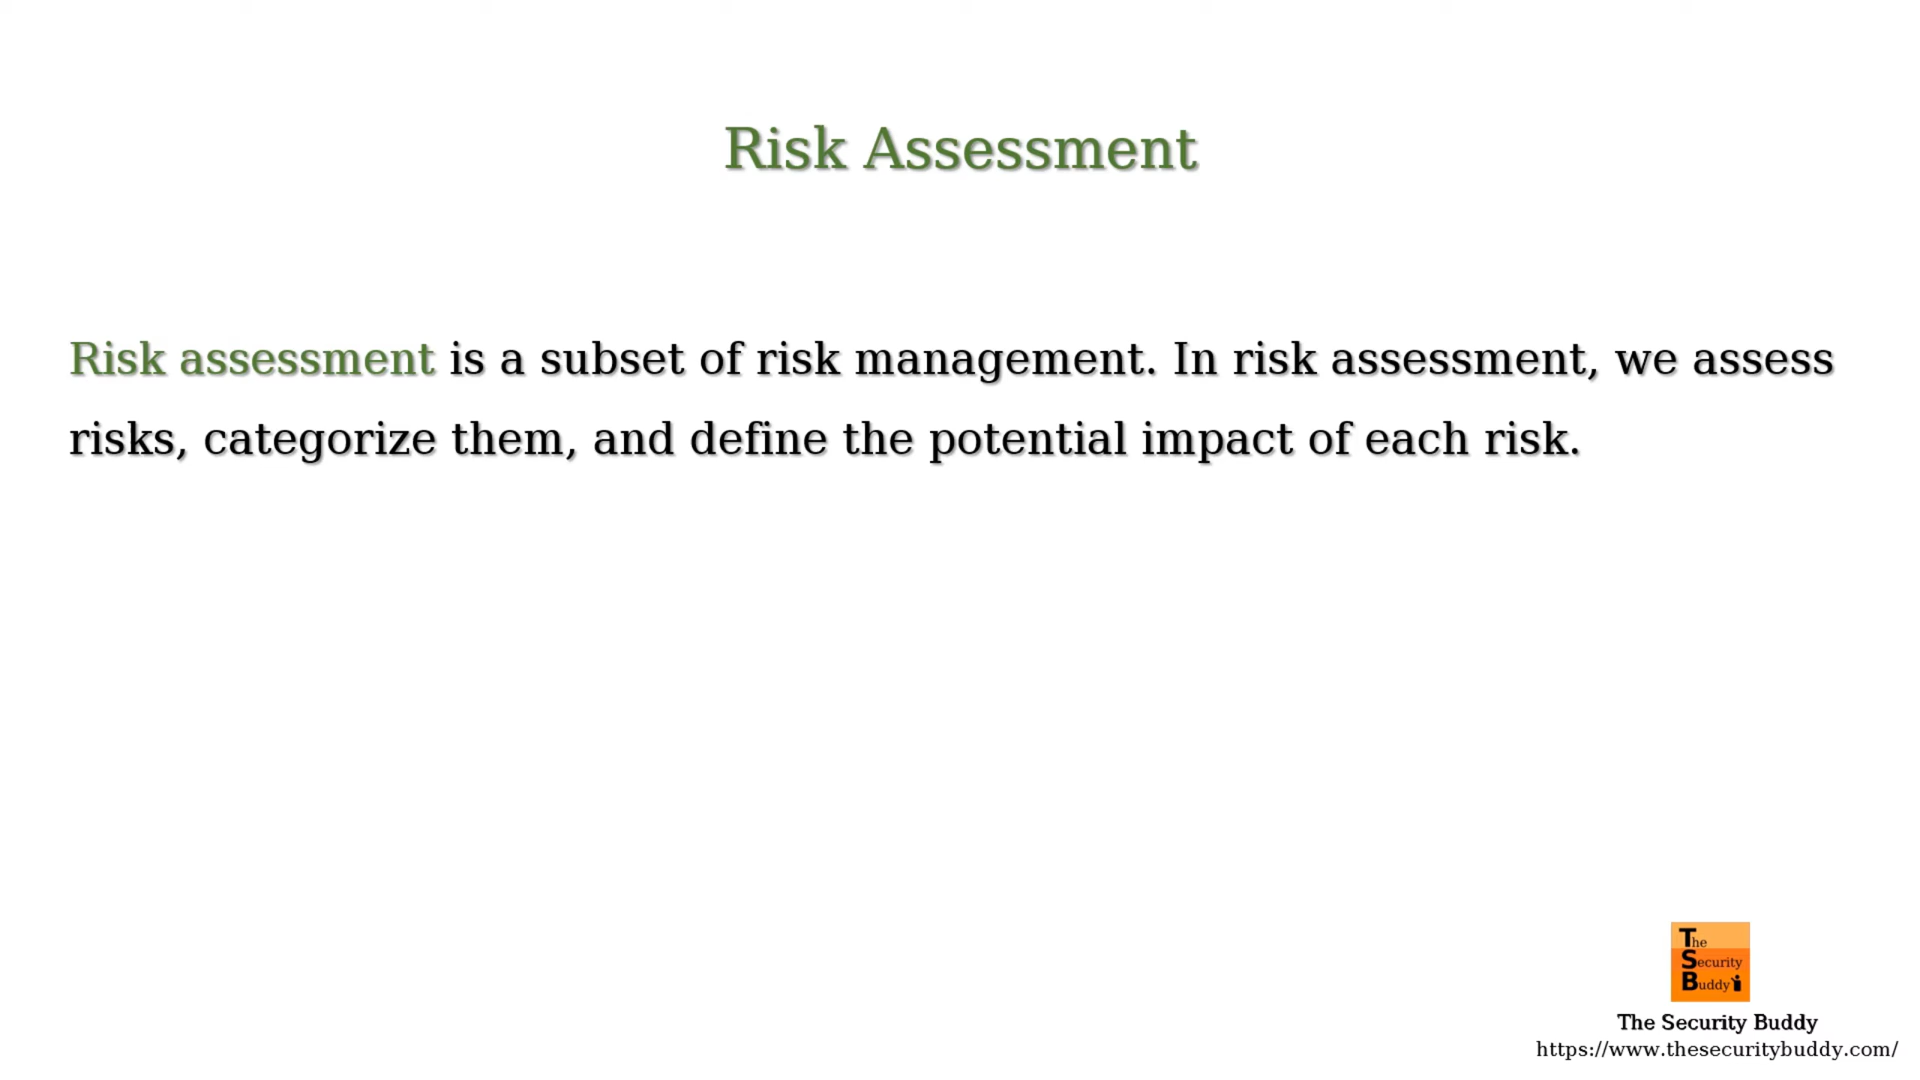 Risk Assessment
Risk assessment is a subset of risk management. In risk assessment, we assess
risks, categorize them, and define the potential impact of each risk.
The
Security
Buddy
The Security Buddy
https://www.thesecuritybuddy.com/